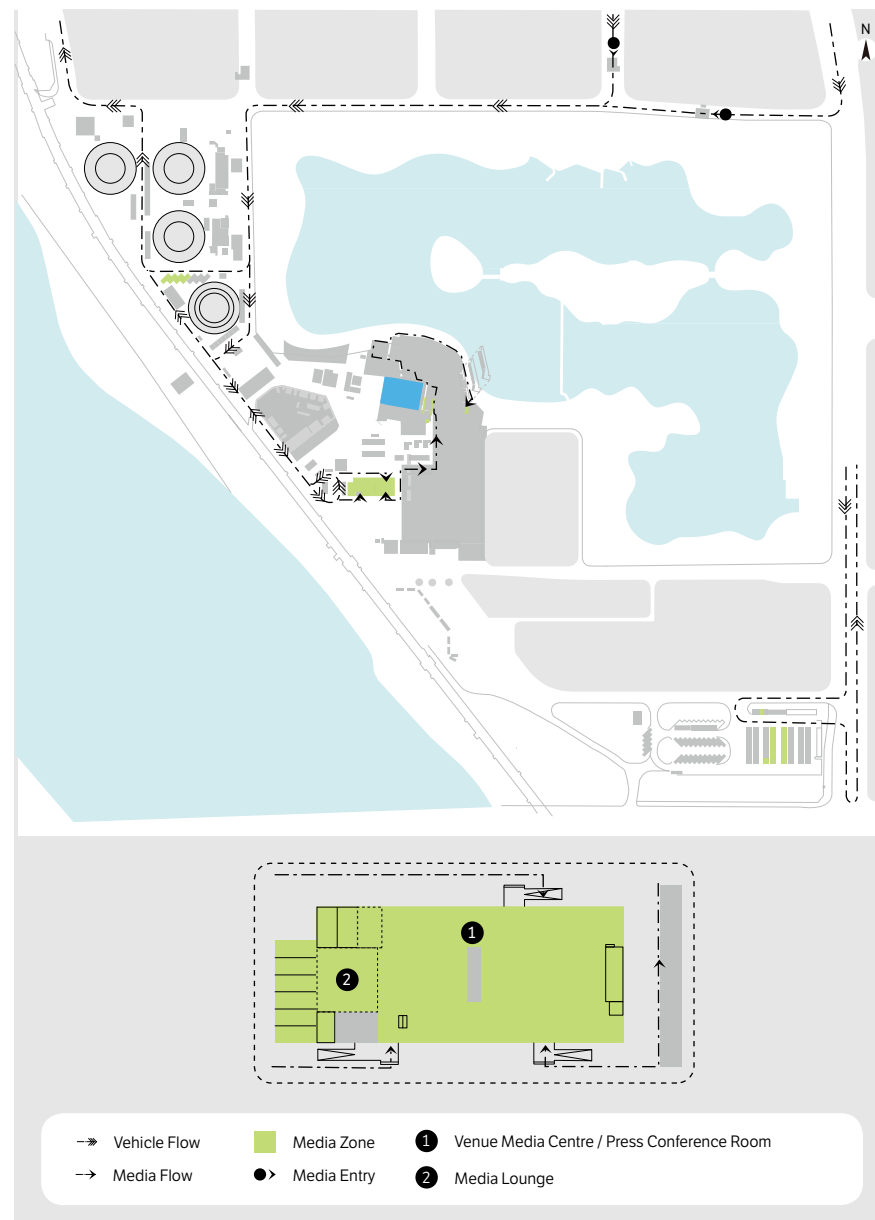 N
1
2
Vehicle Flow
Media Zone
1 Venue Media Centre / Press Conference Room
Media Flow
Media Entry
2 Media Lounge